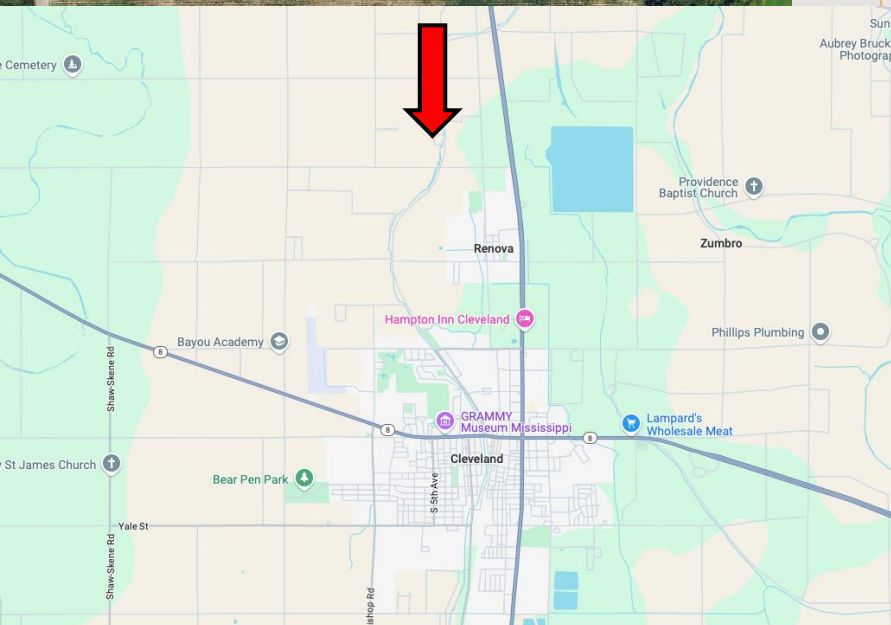 Sun
Aubrey Bruck
Photograp
e Cemetery
Providence
Baptist Church
Renova
Zumbro
Hampton Inn Cleveland
Phillips Plumbing
Bayou Academy
8
Shaw-Skene Rd
GRAMMY
Museum Mississippi
Lampard's
Wholesale Meat
8
8
Cleveland
St James Church
Bear Pen Park
S 5th Ave
Yale St
Shaw-Skene Rd
ishop Rd